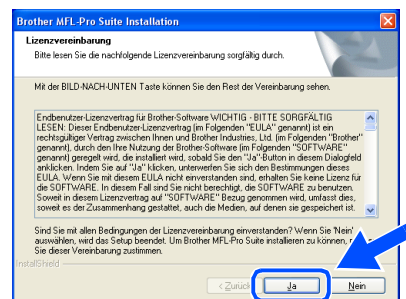 Brother MFL-Pro Suite Installation
Lizenzvereinbarung
Bitte lesen Sie die nachfolgende Lizenzvereinbarung sorgfältig durch.
Mit der BILD-NACH-UNTEN Taste können Sie den Rest der Vereinbarung sehen.
Endbenutzer-Lizenzvertrag für Brother-Software WICHTIG - BITTE SORGFÄLTIG
LESEN: Dieser Endbenutzer-Lizenzvertrag (im Folgenden "EULA" genannt) ist ein
rechtsgültiger Vertrag zwischen Ihnen und Brother Industries, Ltd. (im Folgenden "Brother"
genannt), durch den Ihre Nutzung der Brother-Software (im Folgenden "SOFTWARE"
genannt) geregelt wird, die installiert wird, sobald Sie den "Ja"-Button in diesem Dialogfeld
anklicken. Indem Sie auf "Ja" klicken, unterwerfen Sie sich den Bestimmungen dieses
EULA. Wenn Sie mit diesem EULA nicht einverstanden sind, erhalten Sie keine Lizenz für
die SOFTWARE. In diesem Fall sind Sie nicht berechtigt, die SOFTWARE zu benutzen.
Soweit in diesem Lizenzvertrag auf "SOFTWARE" Bezug genommen wird, umfasst dies,
soweit es der Zusammenhang gestattet, auch die Medien, auf denen sie gespeichert ist.
Sind Sie mit allen Bedingungen der Lizenzvereinbarung einverstanden? Wenn Sie 'Nein'
auswählen, wird das Setup beendet. Um Brother MFL-Pro Suite installieren zu können,
Sie dieser Vereinbarung zustimmen.
InstallShield
< Zurück
Ja
Nein